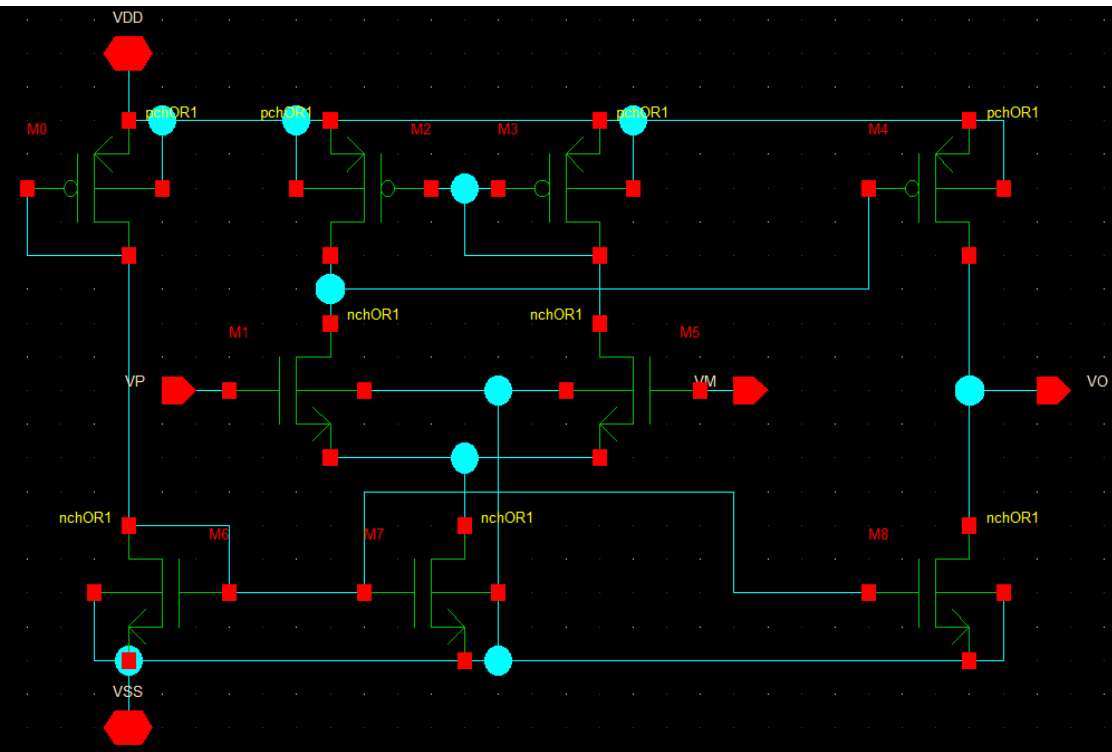 VDD
pchOR1
pchOR1
pchOR1
pchOR1
M0
M2
M3
M4
nchOR1
nchOR1
M1
M5
VP
VM
VO
nchOR1
nchOR1
nchOR1
M6
M7
M8
VSS